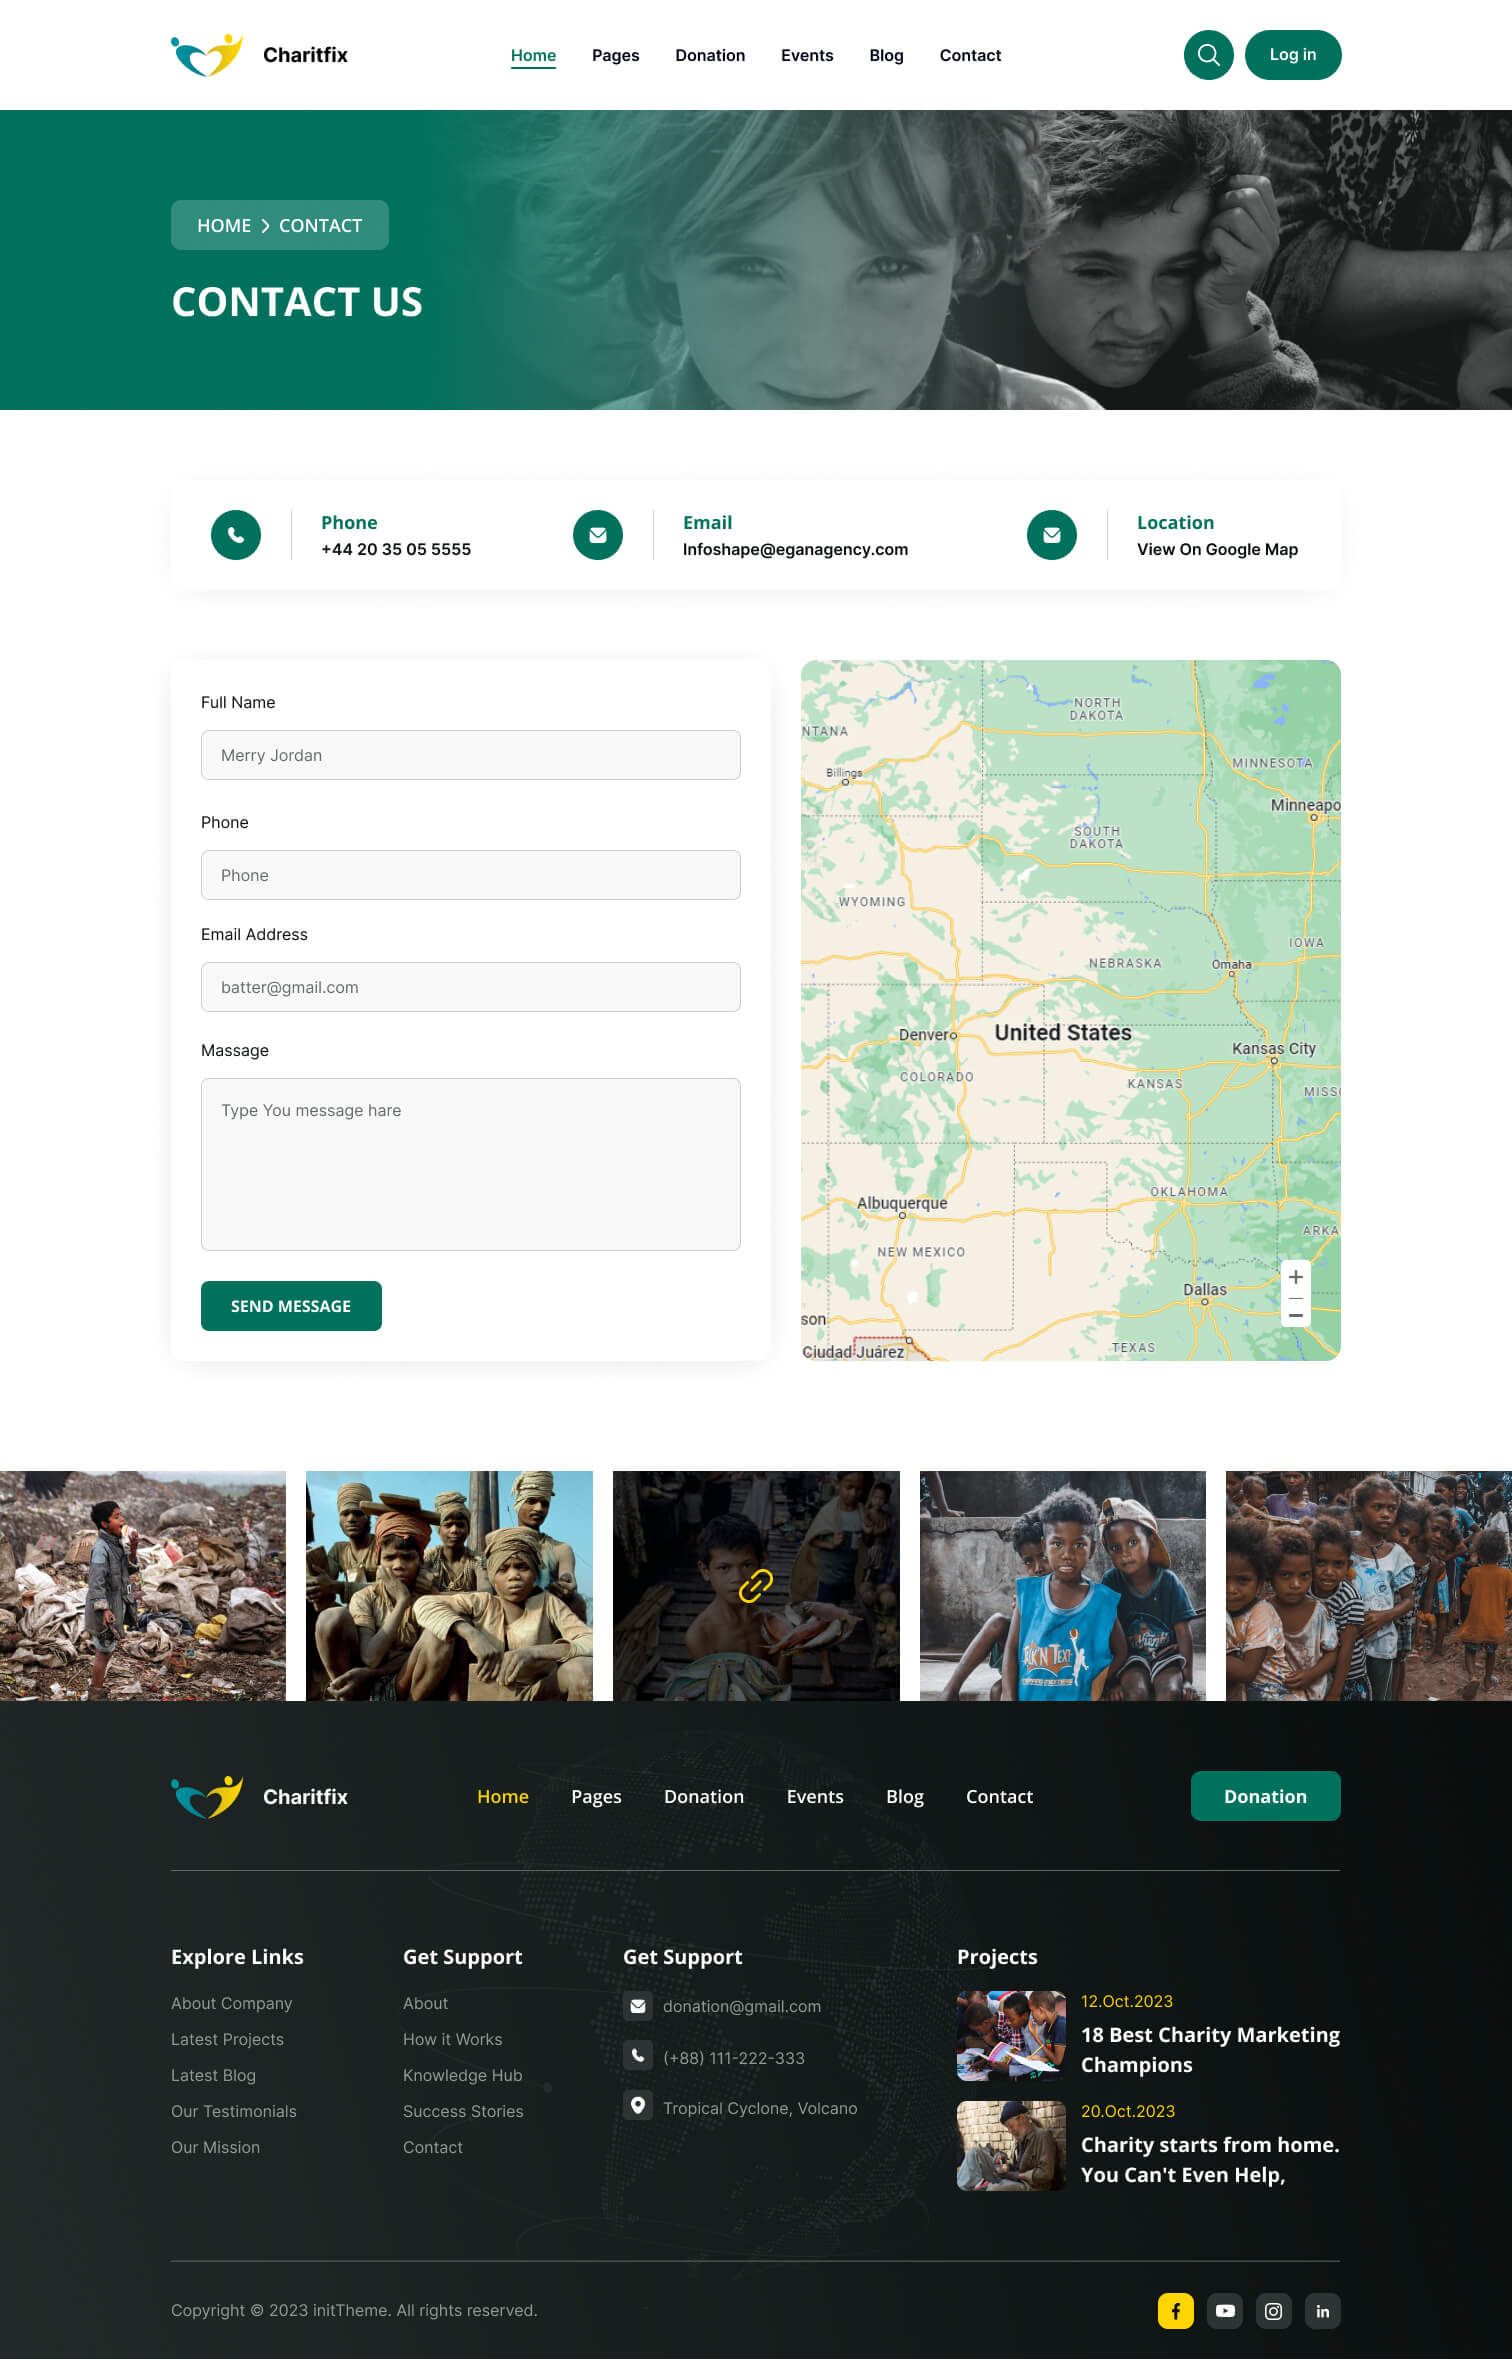 Charitfix
Home Pages Donation Events Blog Contact
Log in
HOME > CONTACT
CONTACT US
Phone
+44 20 35 05 5555
Email
Infoshape@eganagency.com
Location
View On Google Map
Full Name
Merry Jordan
Phone
Phone
Email Address
batter@gmail.com
Massage
Type You message hare
SEND MESSAGE
NORTH
DAKOTA
NTANA
MINNESOTA
Billings
Minneapo
SOUTH
DAKOTA
WYOMING
IOWA
NEBRASKA
Omaha
Denver
United States
Kansas City
COLORADO
KANSAS
MISSO
OKLAHOMA
Albuquerque
ARKA
NEW MEXICO
Dallas
son
TEXAS
Ciudad Juárez
Charitfix
Home Pages Donation Events Blog Contact
Donation
Explore Links
About Company
Latest Projects
Latest Blog
Our Testimonials
Our Mission
Get Support
About
How it Works
Knowledge Hub
Success Stories
Contact
Get Support
donation@gmail.com
(+88) 111-222-333
Tropical Cyclone, Volcano
Projects
12.Oct.2023
18 Best Charity Marketing
Champions
20.Oct.2023
Charity starts from home.
You Can't Even Help,
Copyright © 2023 initTheme. All rights reserved.